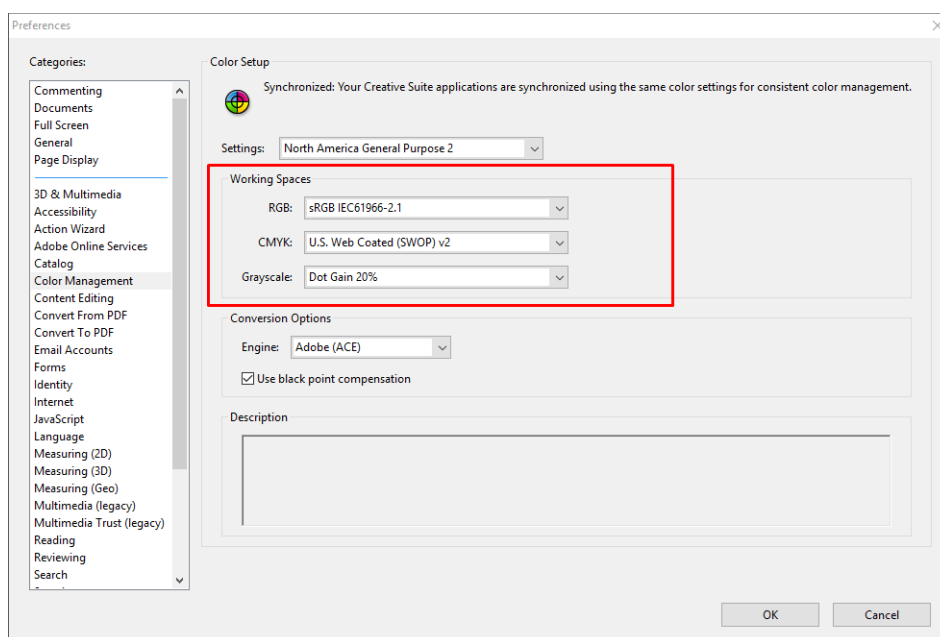 Preferences
Categories:
Commenting
Documents
Full Screen
General
Page Display
3D & Multimedia
Accessibility
Action Wizard
Adobe Online Services
Catalog
Color Management
Content Editing
Convert From PDF
Convert To PDF
Email Accounts
Forms
Identity
Internet
JavaScript
Language
Measuring (2D)
Measuring (3D)
Measuring (Geo)
Multimedia (legacy)
Multimedia Trust (legacy)
Reading
Reviewing
Search
Color Setup
Synchronized: Your Creative Suite applications are synchronized using the same color settings for consistent color management.
Settings: North America General Purpose 2
Working Spaces
RGB: sRGB IEC61966-2.1
CMYK: U.S. Web Coated (SWOP) v2
Grayscale: Dot Gain 20%
Conversion Options
Engine: Adobe (ACE)
Use black point compensation
Description
OK Cancel